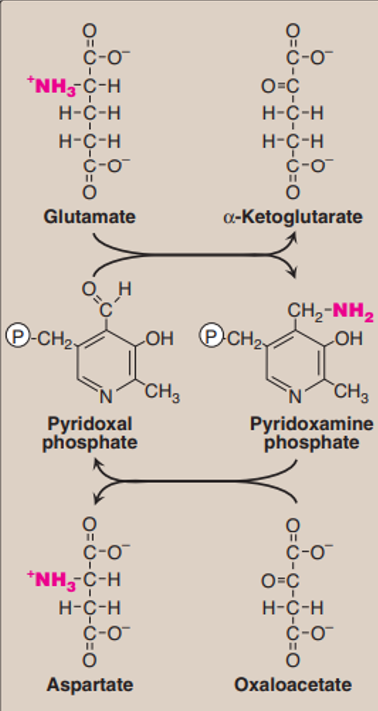 O O
C-O⁻ C-O⁻
⁺NH₃-C-H O=C
H-C-H H-C-H
H-C-H H-C-H
C-O⁻ C-O⁻
O O
Glutamate α-Ketoglutarate
O H
C CH₂-NH₂
P-CH₂ OH P-CH₂ OH
N CH₃ N CH₃
Pyridoxal Pyridoxamine
phosphate phosphate
O O
C-O⁻ C-O⁻
⁺NH₃-C-H O=C
H-C-H H-C-H
C-O⁻ C-O⁻
O O
Aspartate Oxaloacetate